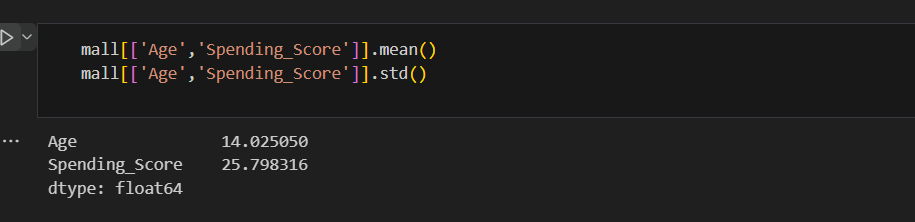 mall[['Age','Spending_Score']].mean()
mall[['Age','Spending_Score']].std()
... Age 14.025050
Spending_Score 25.798316
dtype: float64